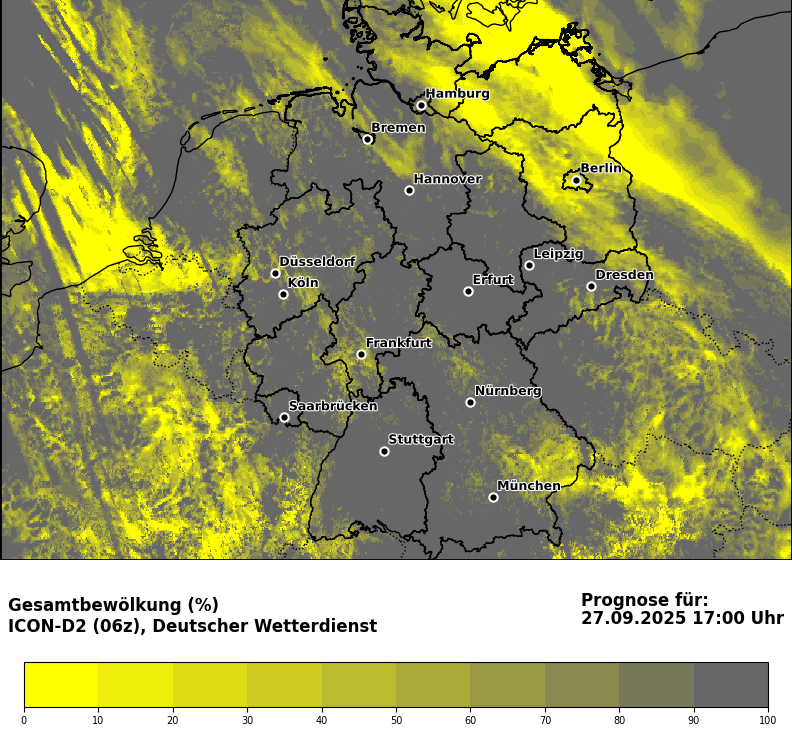 Hamburg
Bremen
Berlin
Hannover
Leipzig
Düsseldorf
Dresden
Köln
Erfurt
Frankfurt
Nürnberg
Saarbrücken
Stuttgart
München
Gesamtbewölkung (%)
ICON-D2 (06z), Deutscher Wetterdienst
Prognose für:
27.09.2025 17:00 Uhr
0 10 20 30 40 50 60 70 80 90 100